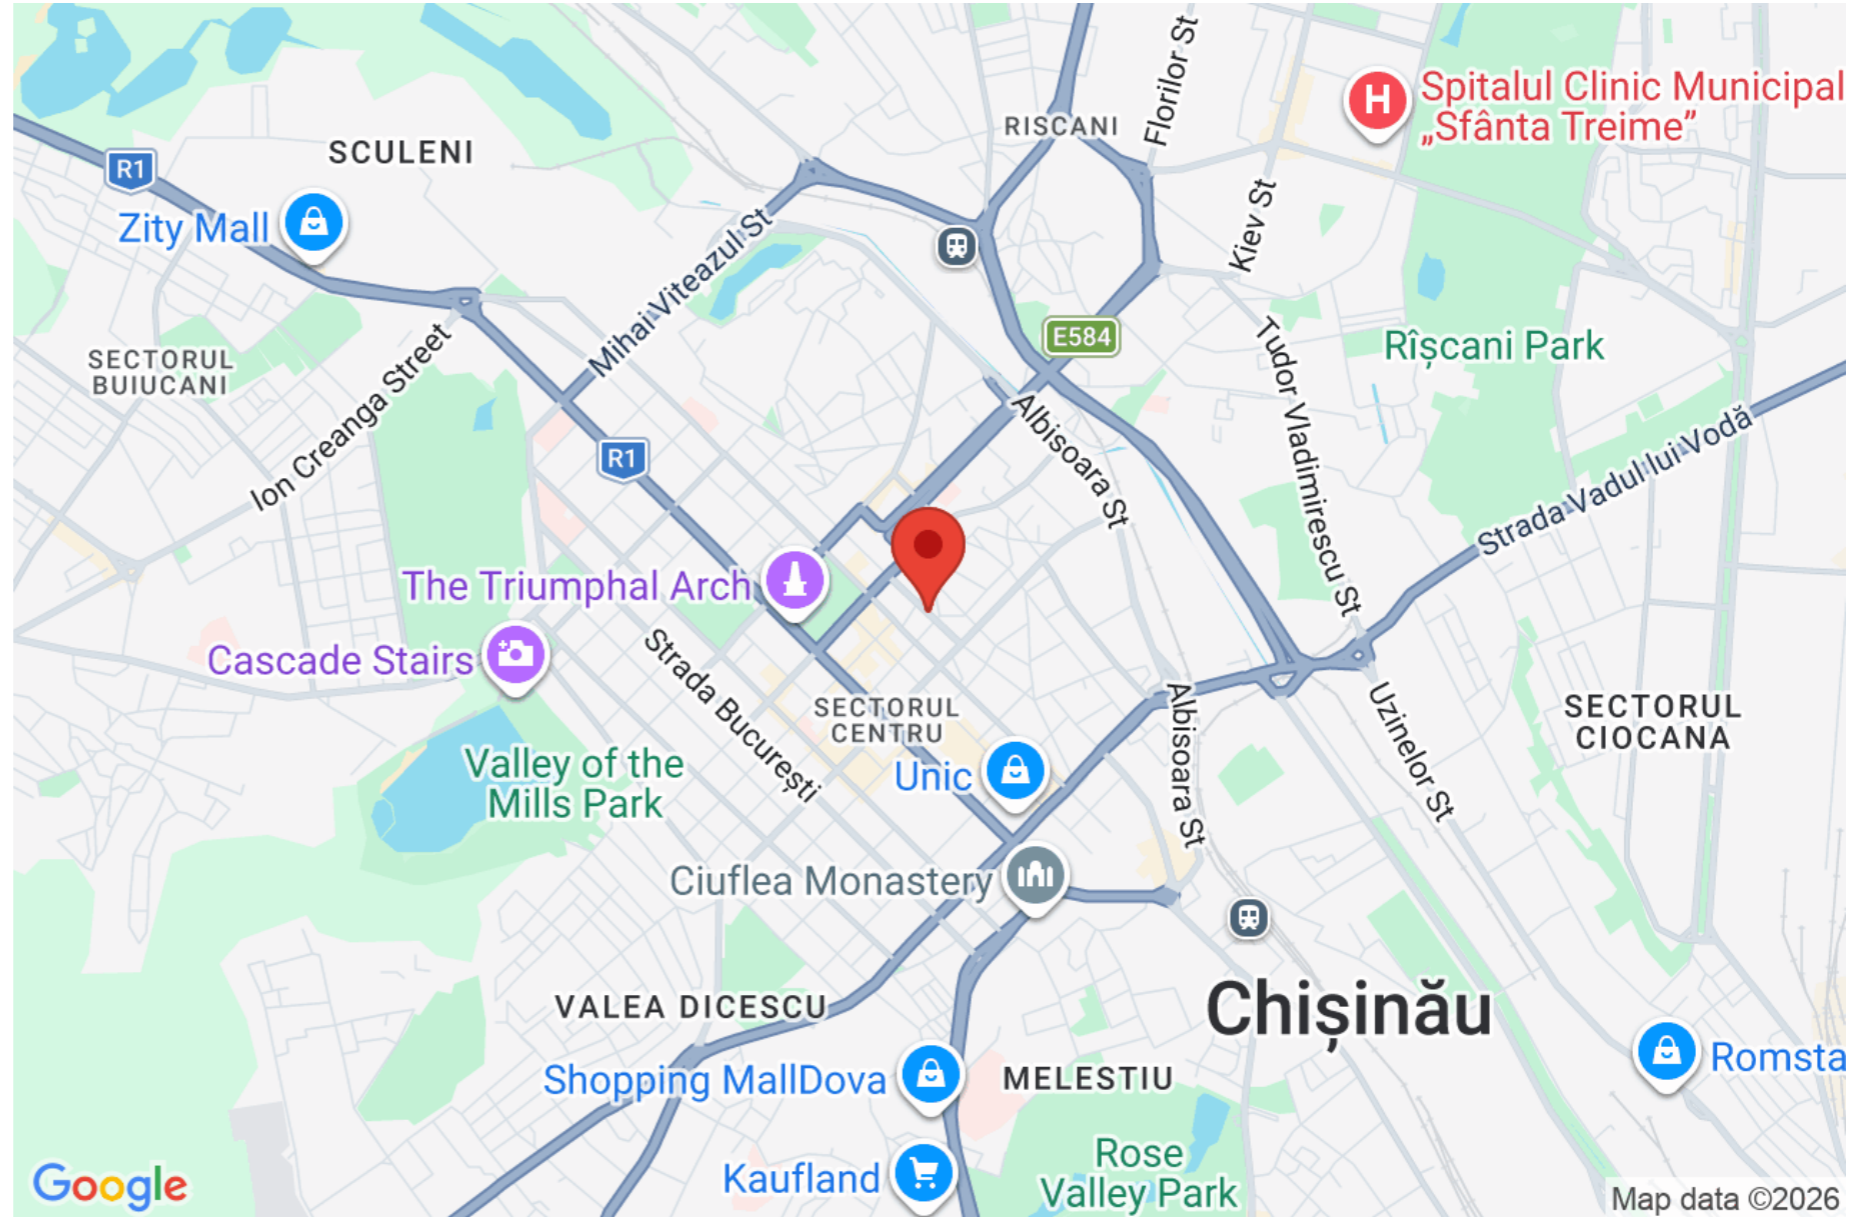 Florilor St
Spitalul Clinic Municipal
„Sfânta Treime”
RISCANI
SCULENI
R1
Zity Mall
Mihai Viteazul St
Kiev St
E584
Rîșcani Park
SECTORUL
BUIUCANI
Ion Creanga Street
Tudor Vladimirescu St
Albisoara St
Strada Vadul lui Vodă
R1
The Triumphal Arch
Cascade Stairs
Strada București
SECTORUL
CENTRU
Albisoara St
Uzinelor St
SECTORUL
CIOCANA
Valley of the
Mills Park
Unic
Ciuflea Monastery
VALEA DICESCU
Chișinău
Shopping MallDova
MELESTIU
Romsta
Rose
Valley Park
Kaufland
Google
Map data ©2026